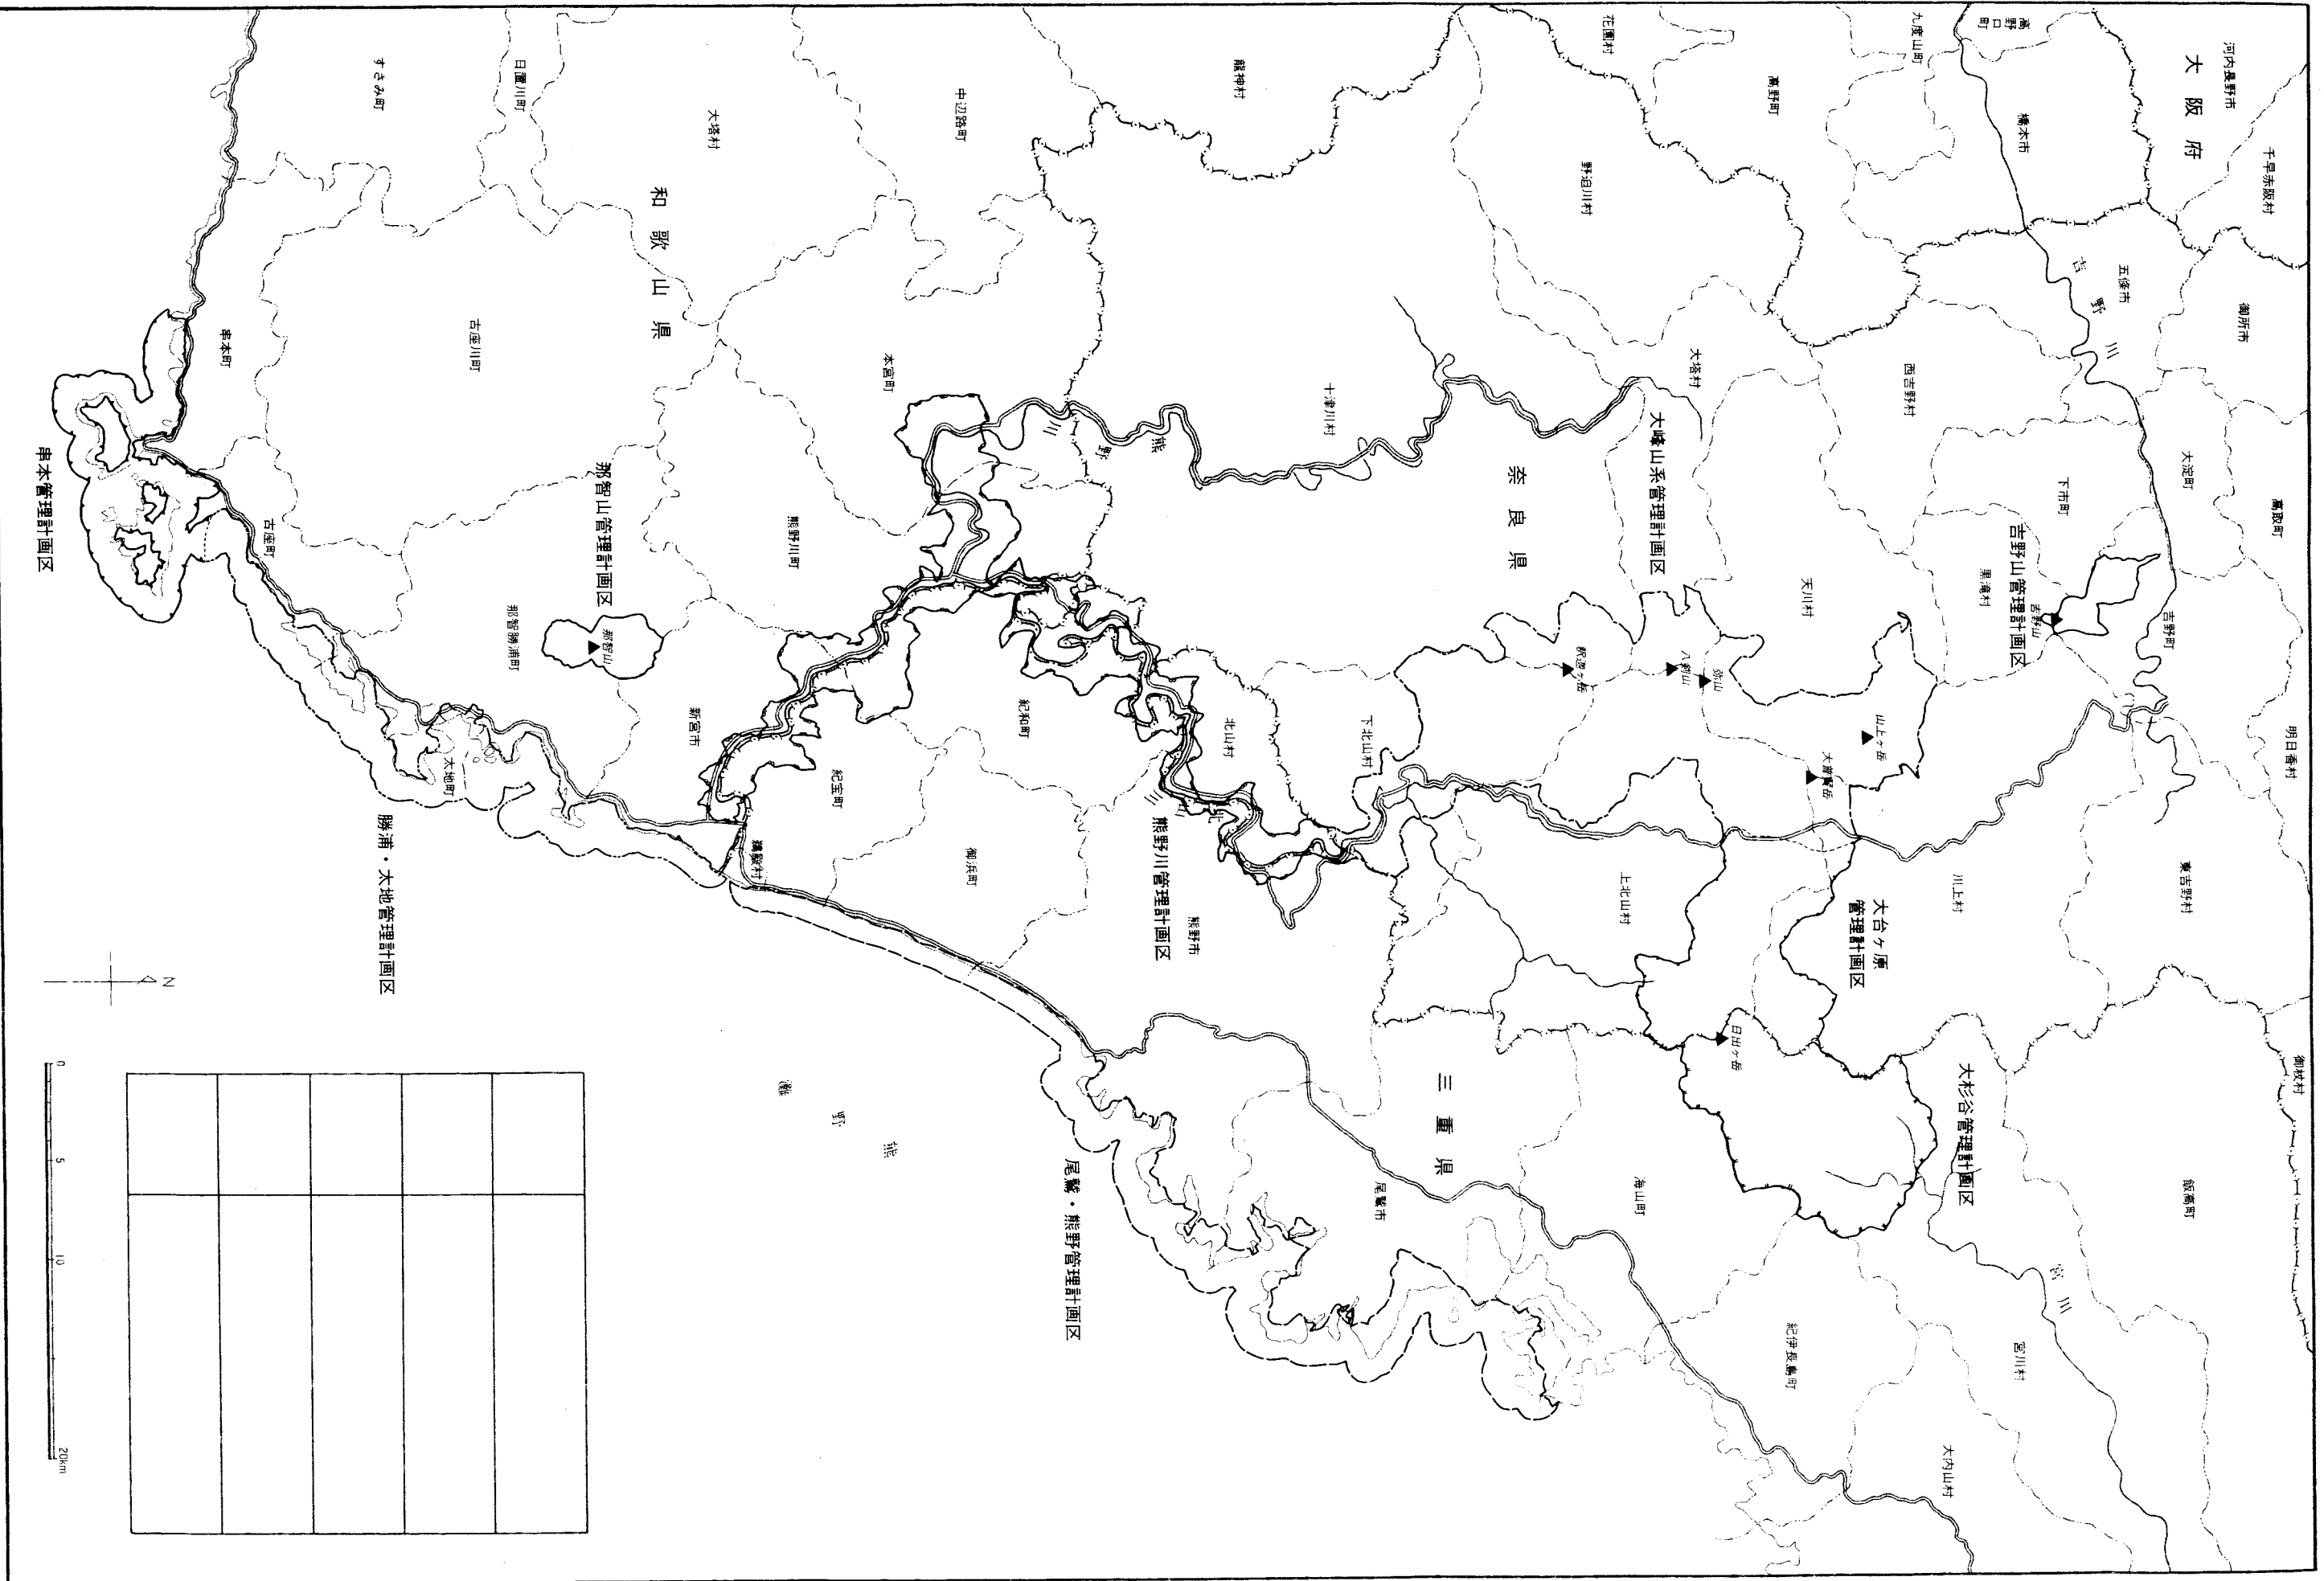 河内長野市
大阪府
千早赤阪村
高野口町
橋本市
九度山町
高野町
花園村
野迫川村
五條市
御所市
吉野川
大淀町
高取町
西吉野村
下市町
吉野山管理計画区
吉野山
吉野町
黒滝村
明日香村
東吉野村
御杖村
大塔村
大峰山系管理計画区
天川村
山上ヶ岳
大普賢岳
弥山
八剣山
釈迦ヶ岳
川上村
大台ヶ原
管理計画区
上北山村
日出ヶ岳
大杉谷管理計画区
飯高町
宮川
宮川村
大内山村
紀伊長島町
海山町
三重県
尾鷲市
奈良県
十津川村
下北山村
北山村
北山川
龍神村
中辺路町
大塔村
日置川町
すさみ町
和歌山県
本宮町
熊野川
熊野川町
古座川町
串本町
串本管理計画区
古座町
那智山管理計画区
那智山
那智勝浦町
太地町
勝浦・太地管理計画区
新宮市
紀和町
紀宝町
鵜殿村
御浜町
熊野市
熊野川管理計画区
尾鷲・熊野管理計画区
熊野灘
N
0
5
10
20km